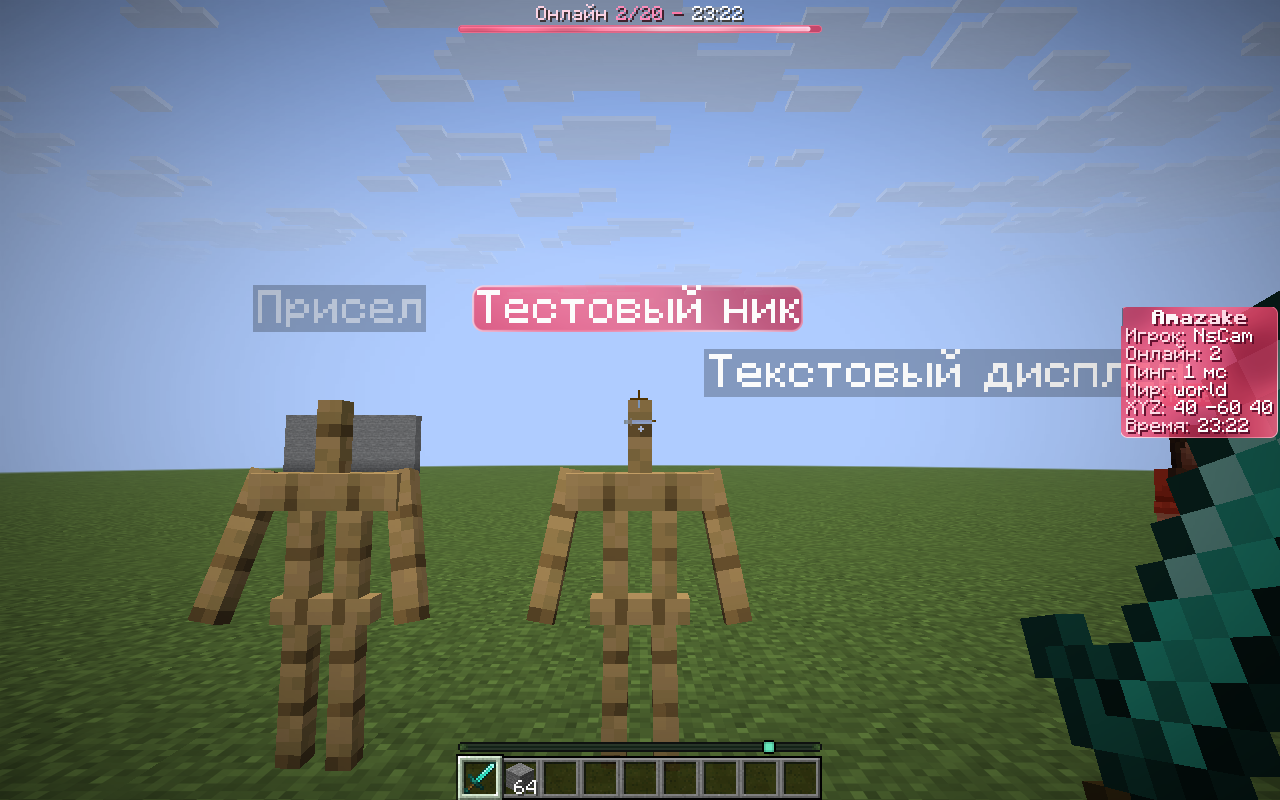 Онлайн 2/20 - 23:22
Присел
Тестовый ник
Текстовый диспл
Amazake
Игрок: NsCam
Онлайн: 2
Пинг: 1 мс
Мир: world
XYZ: 40 -60 40
Время: 23:22
64